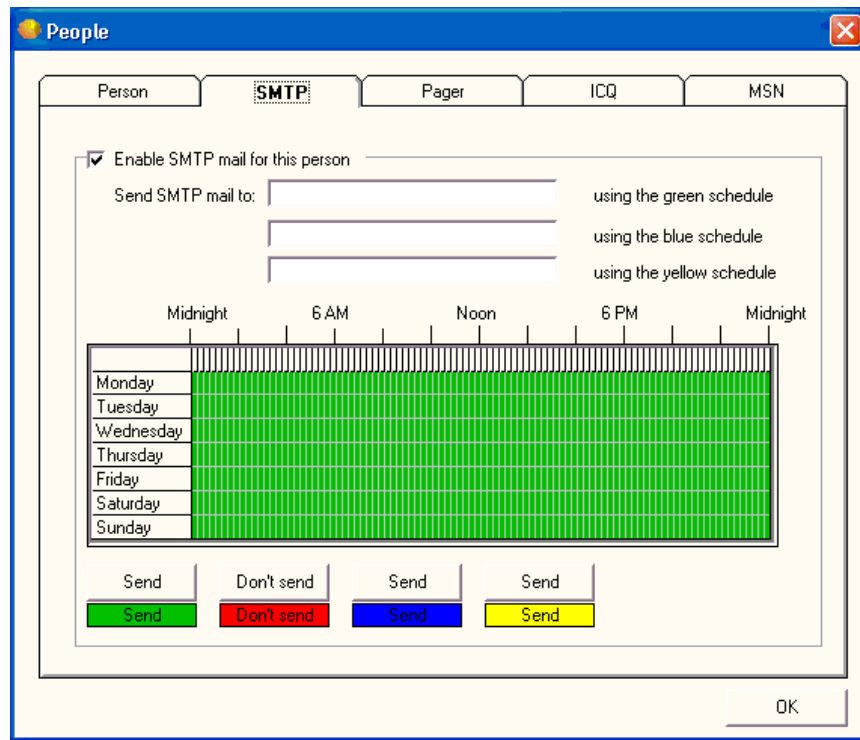 People
Person SMTP Pager ICQ MSN
Enable SMTP mail for this person
Send SMTP mail to: using the green schedule
using the blue schedule
using the yellow schedule
Midnight 6 AM Noon 6 PM Midnight
Monday
Tuesday
Wednesday
Thursday
Friday
Saturday
Sunday
Send Don't send Send Send
Send Don't send Send Send
OK